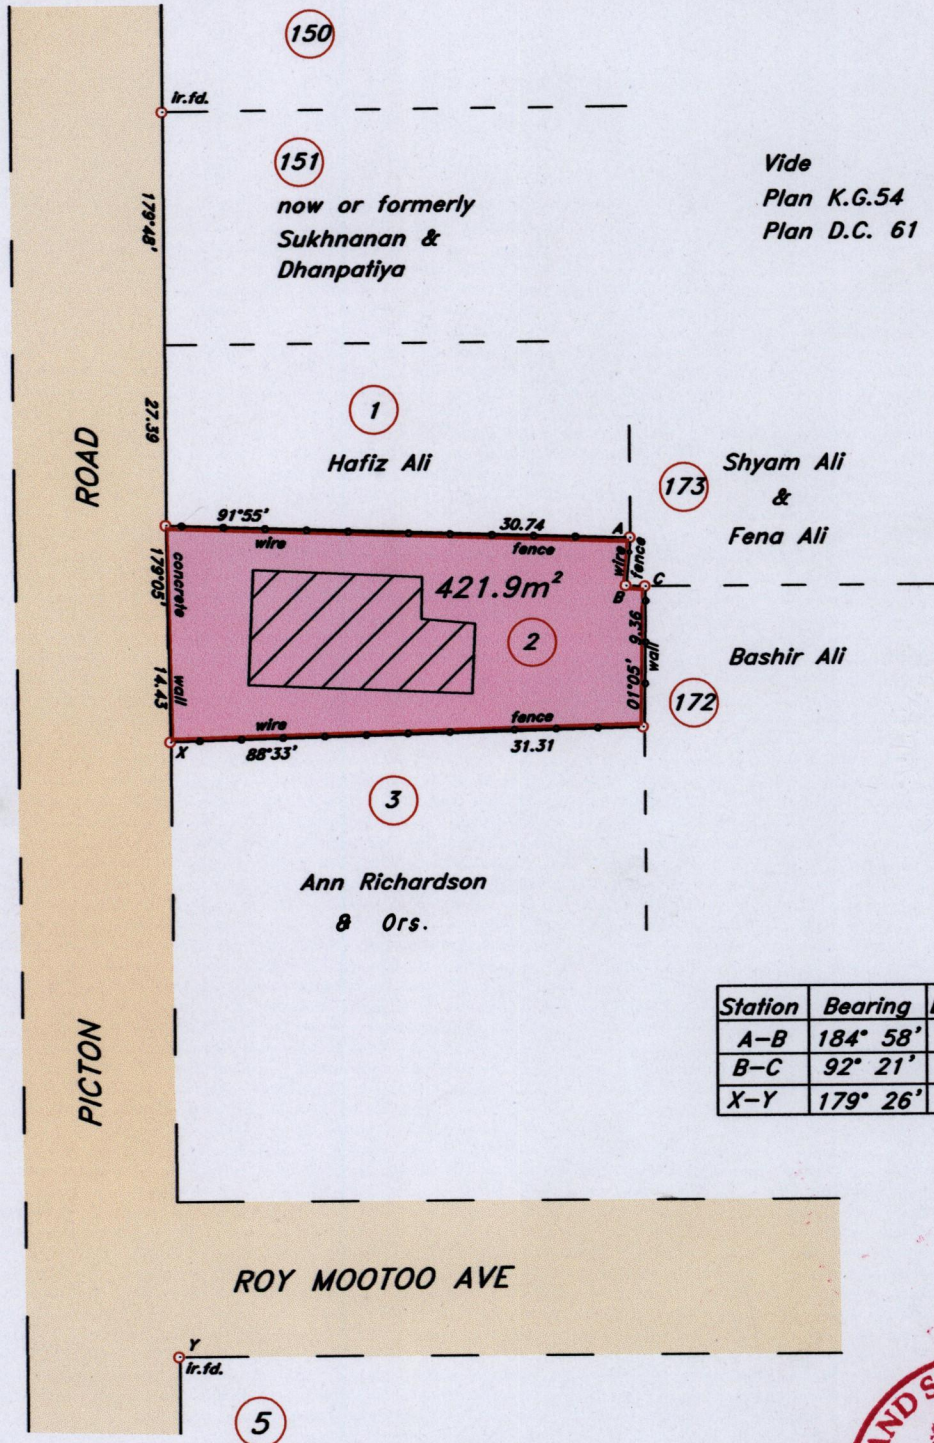 150
ir.fd.
151
now or formerly
Sukhnanan &
Dhanpatiya
Vide
Plan K.G.54
Plan D.C. 61
179°48'
27.39
1
Hafiz Ali
ROAD
173
Shyam Ali
&
Fena Ali
91°55'
30.74
A
wire
fence
wire
fence
B
C
179°05'
14.43
concrete
wall
421.9m²
2
01°05'
9.36
wall
Bashir Ali
172
wire
fence
X
88°33'
31.31
3
Ann Richardson
& Ors.
PICTON
Station Bearing
A-B 184° 58'
B-C 92° 21'
X-Y 179° 26'
ROY MOOTOO AVE
Y
ir.fd.
5
AND S